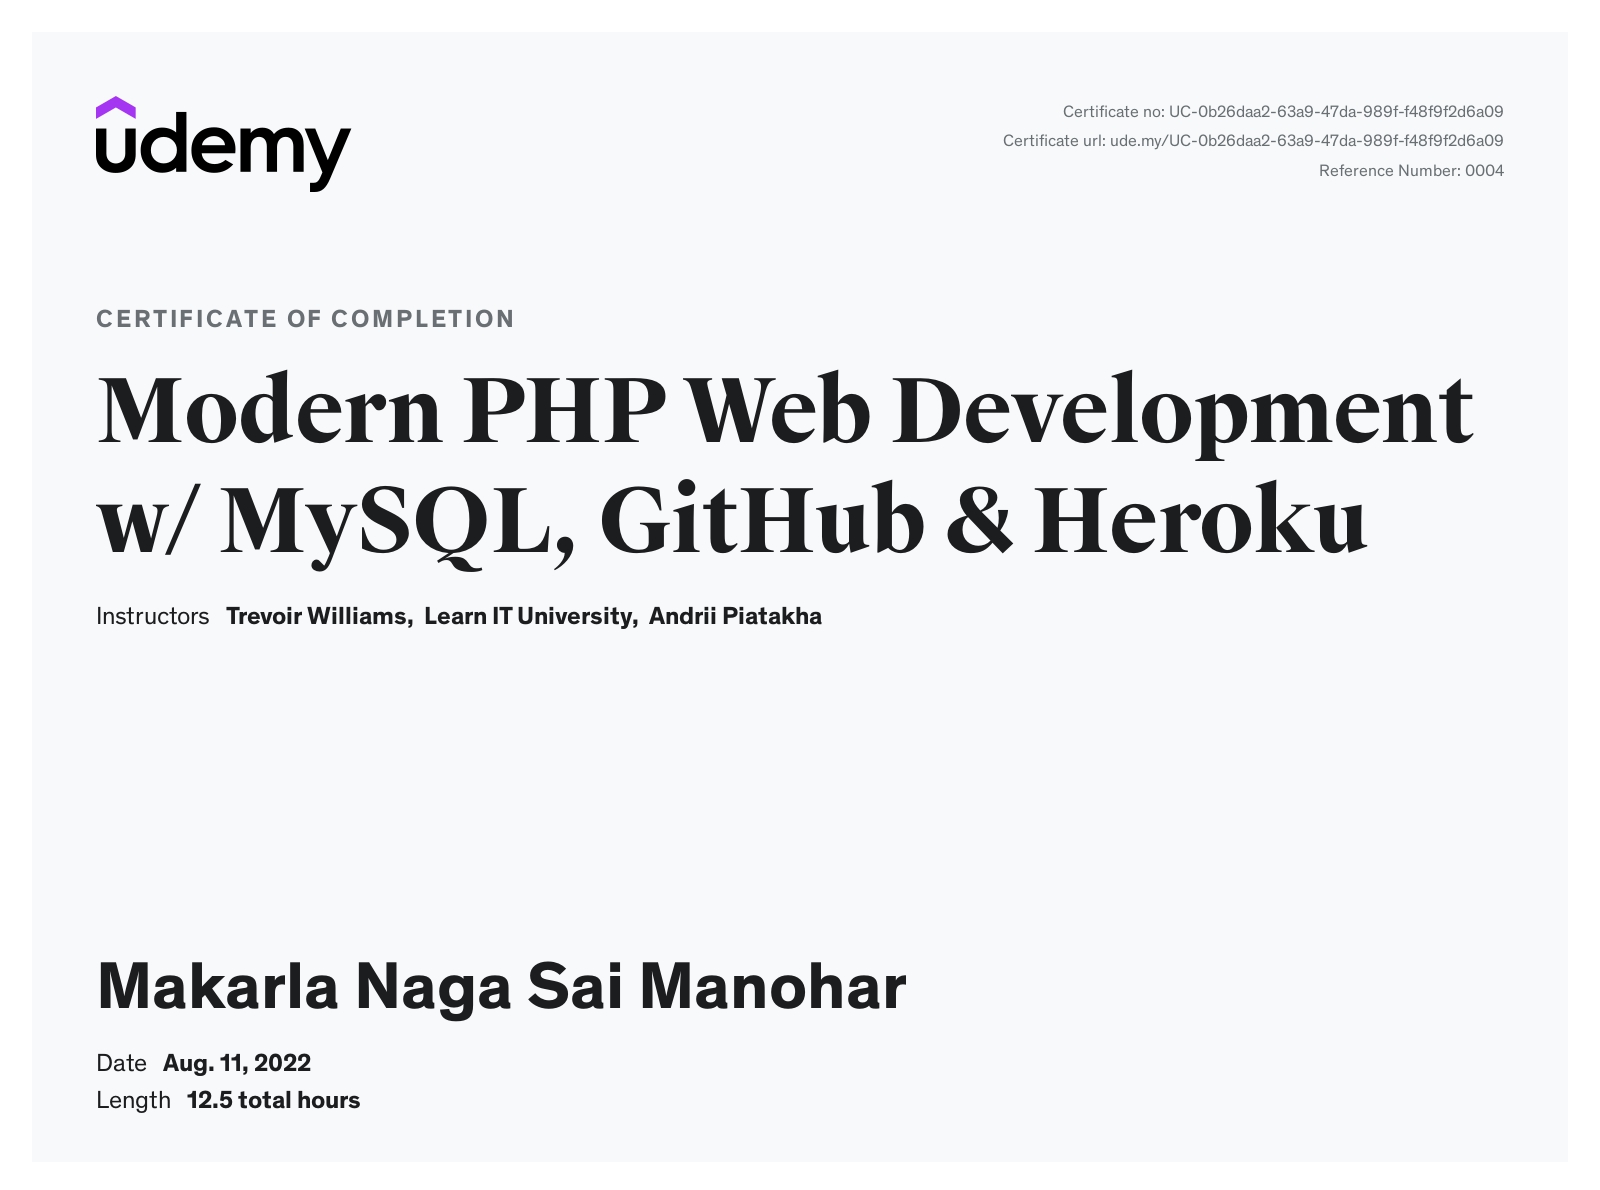 udemy
Certificate no: UC-0b26daa2-63a9-47da-989f-f48f9f2d6a09
Certificate url: ude.my/UC-0b26daa2-63a9-47da-989f-f48f9f2d6a09
Reference Number: 0004
CERTIFICATE OF COMPLETION
Modern PHP Web Development
w/ MySQL, GitHub & Heroku
Instructors Trevoir Williams, Learn IT University, Andrii Piatakha
Makarla Naga Sai Manohar
Date Aug. 11, 2022
Length 12.5 total hours